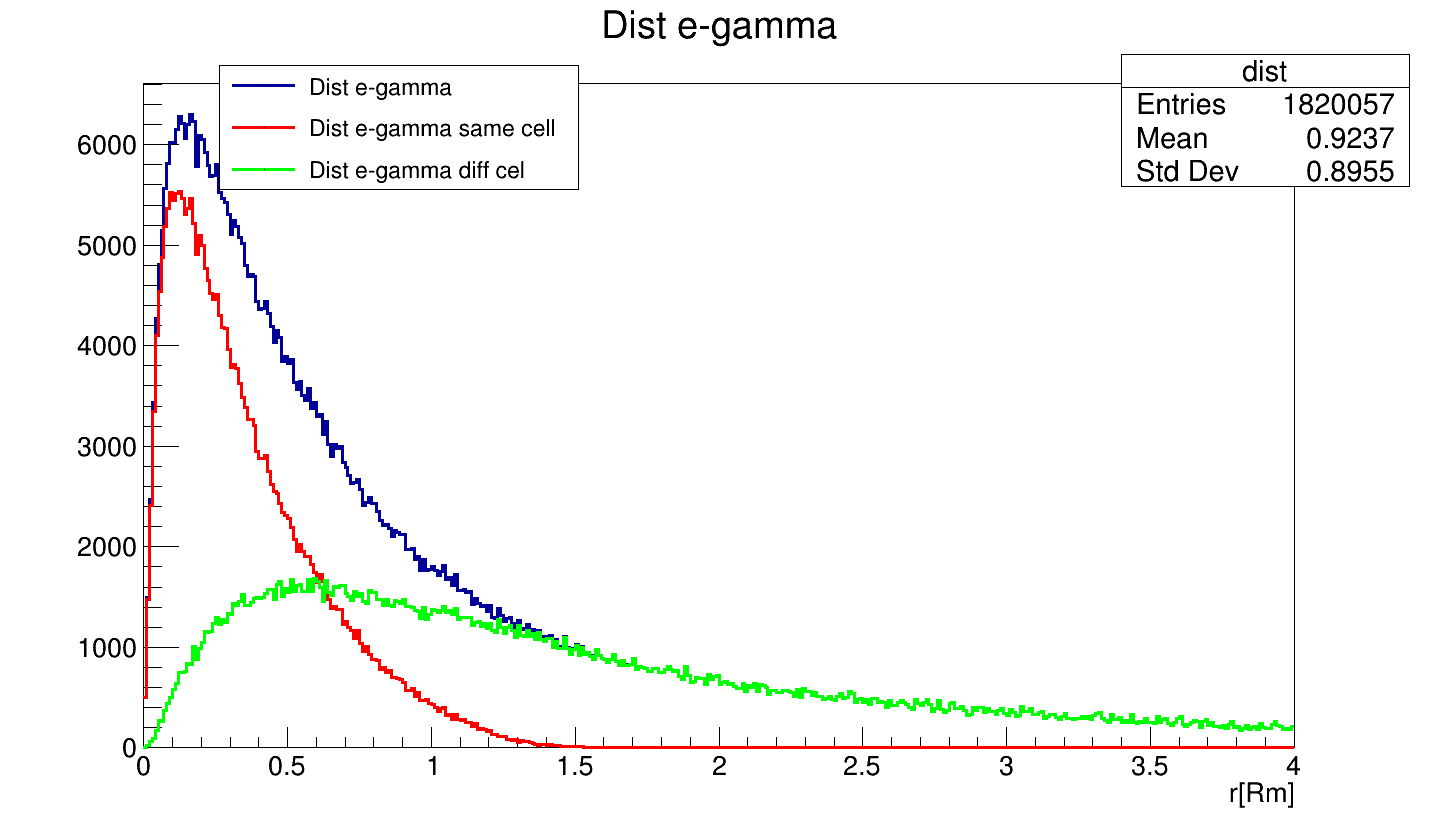 Dist e-gamma
Dist e-gamma
Dist e-gamma same cell
Dist e-gamma diff cel
dist
Entries 1820057
Mean 0.9237
Std Dev 0.8955
6000
5000
4000
3000
2000
1000
0
0 0.5 1 1.5 2 2.5 3 3.5 4
r[Rm]